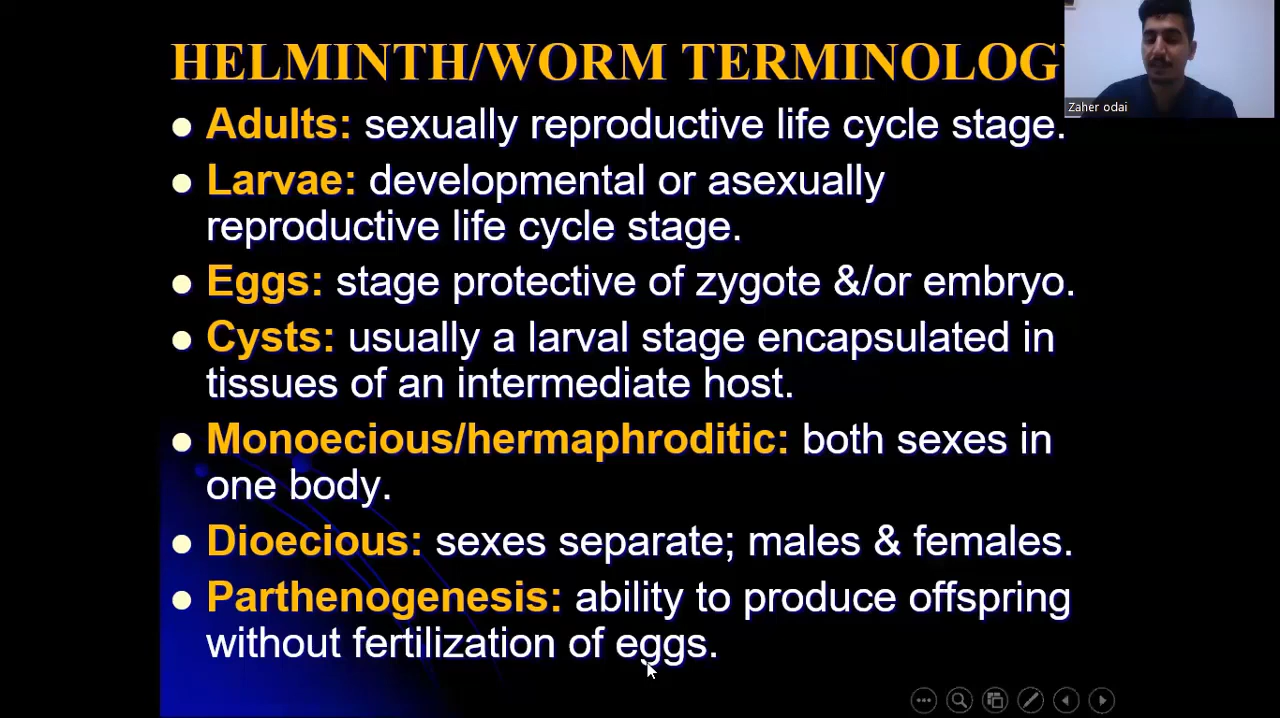 HELMINTH/WORM TERMINOLOG
Zaher odai
Adults: sexually reproductive life cycle stage.
Larvae: developmental or asexually
reproductive life cycle stage.
Eggs: stage protective of zygote &/or embryo.
Cysts: usually a larval stage encapsulated in
tissues of an intermediate host.
Monoecious/hermaphroditic: both sexes in
one body.
Dioecious: sexes separate; males & females.
Parthenogenesis: ability to produce offspring
without fertilization of eggs.